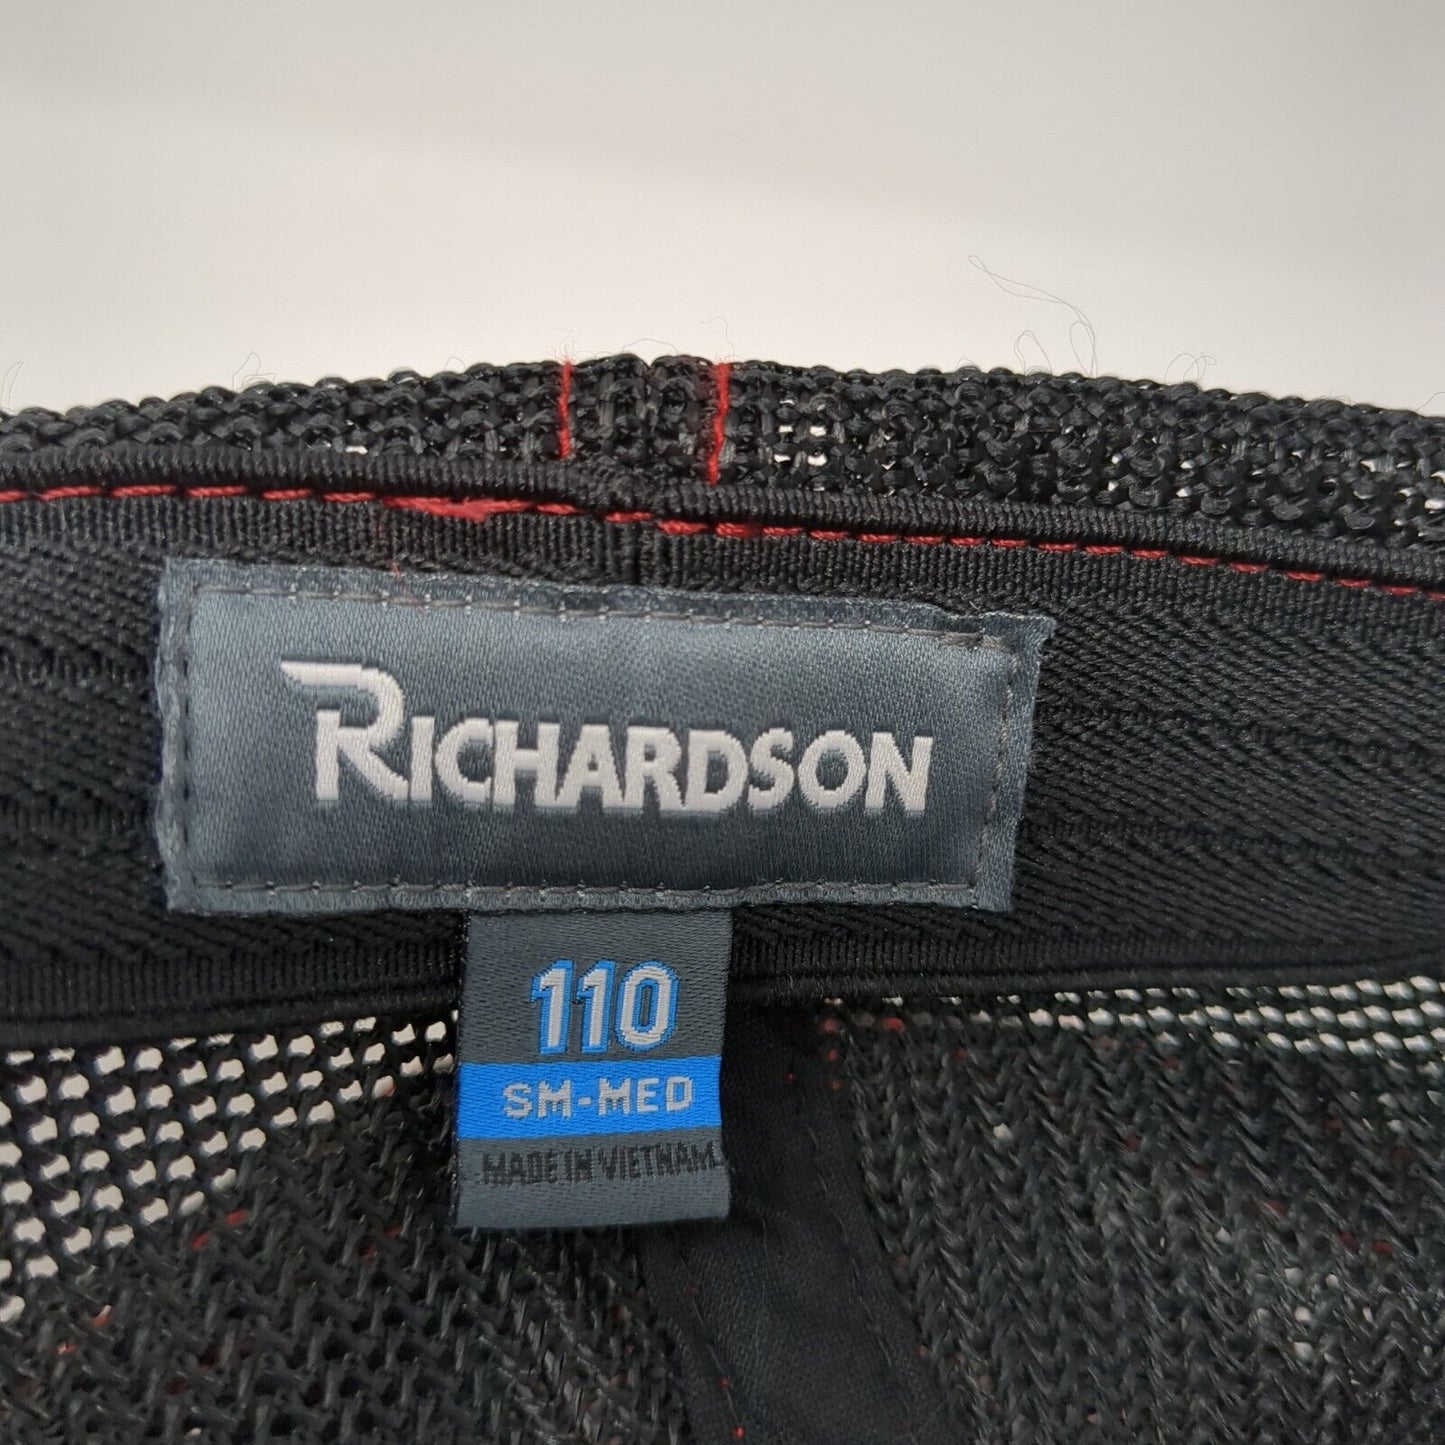 RICHARDSON
110
SM-MED
MADE IN VIETNAM